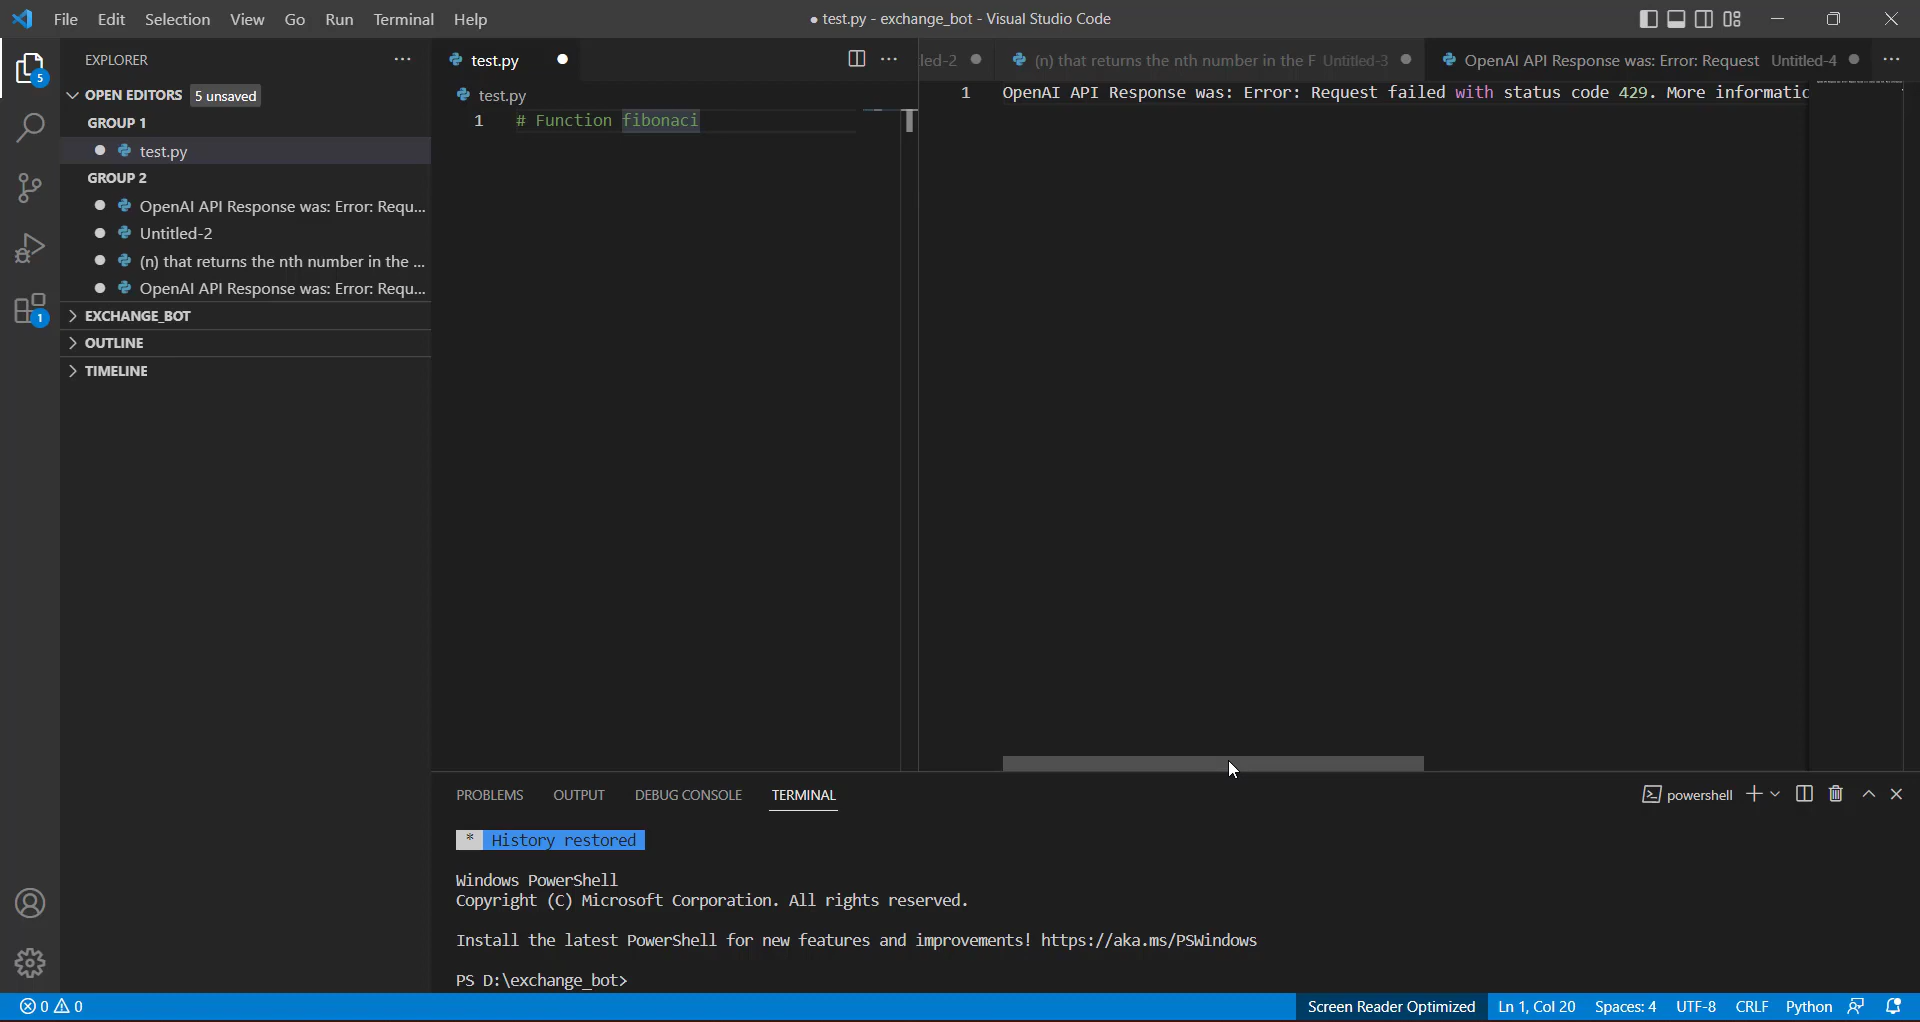 File Edit Selection View Go Run Terminal Help
● test.py - exchange_bot - Visual Studio Code
EXPLORER
OPEN EDITORS 5 unsaved
GROUP 1
test.py
GROUP 2
OpenAI API Response was: Error: Requ...
Untitled-2
(n) that returns the nth number in the ...
OpenAI API Response was: Error: Requ...
EXCHANGE_BOT
OUTLINE
TIMELINE
5
1
test.py
test.py
1 # Function fibonaci
led-2 (n) that returns the nth number in the F Untitled-3 OpenAI API Response was: Error: Request Untitled-4
1 OpenAI API Response was: Error: Request failed with status code 429. More informatic
PROBLEMS OUTPUT DEBUG CONSOLE TERMINAL
powershell
* History restored
Windows PowerShell
Copyright (C) Microsoft Corporation. All rights reserved.
Install the latest PowerShell for new features and improvements! https://aka.ms/PSWindows
PS D:\exchange_bot>
0 0 Screen Reader Optimized Ln 1, Col 20 Spaces: 4 UTF-8 CRLF Python